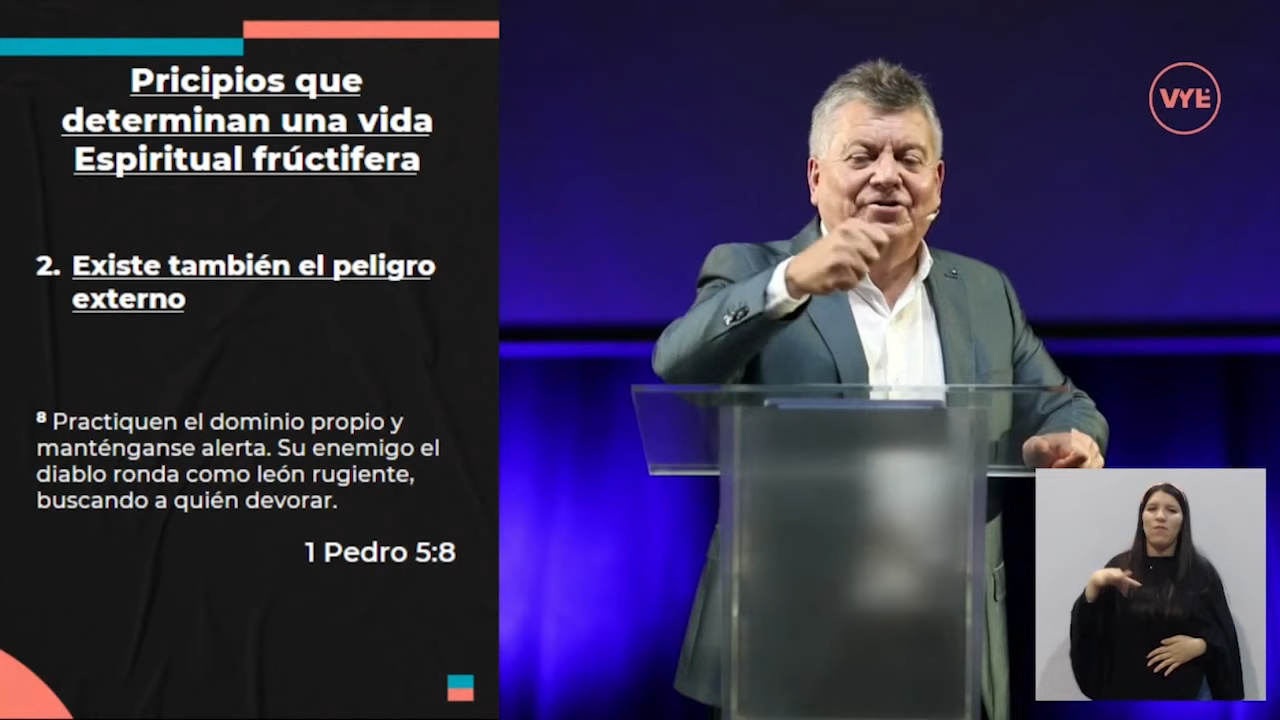 Pricipios que
determinan una vida
Espiritual frúctifera
2. Existe también el peligro
externo
8 Practiquen el dominio propio y
manténganse alerta. Su enemigo el
diablo ronda como león rugiente,
buscando a quién devorar.
1 Pedro 5:8
VYE